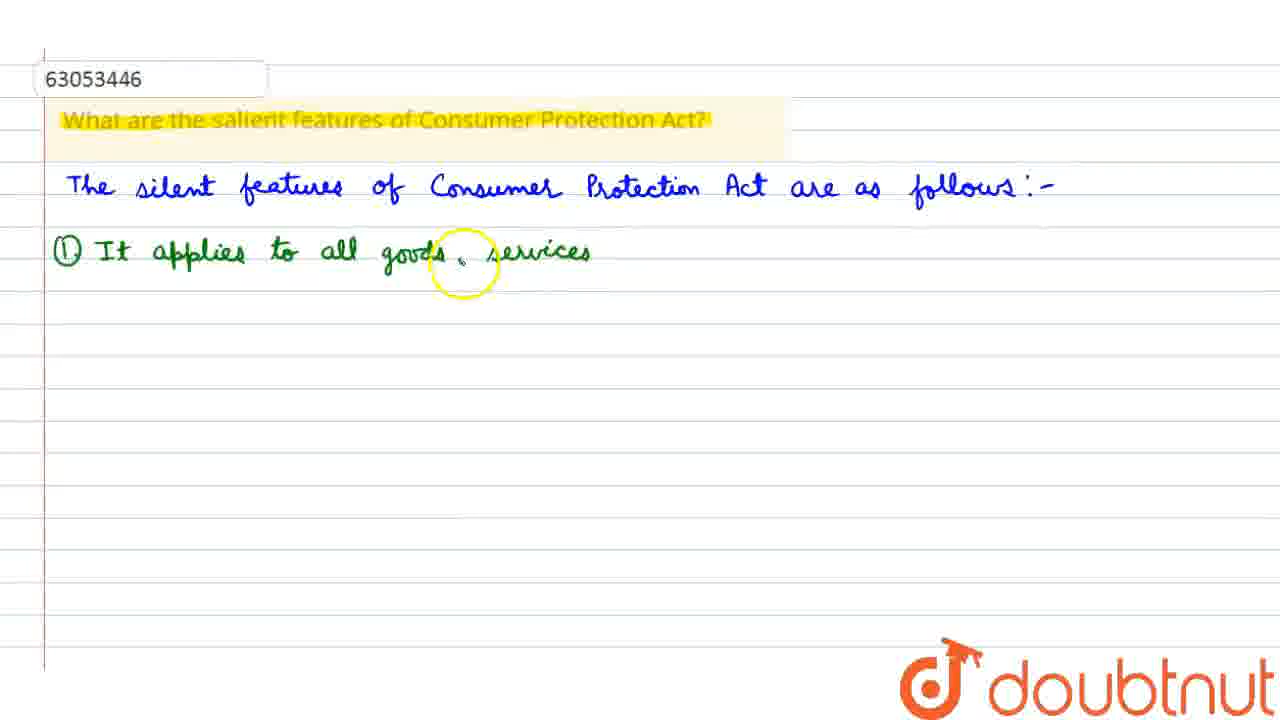 63053446
What are the salient features of Consumer Protection Act?
The silent features of Consumer Protection Act are as follows:-
① It applies to all goods, services
doubtnut